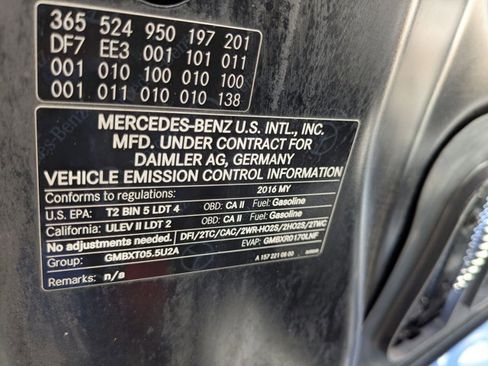 365 524 950 197 201
DF7 EE3 001 101 011
001 010 100 010 100
001 011 010 010 138
MERCEDES-BENZ U.S. INTL., INC.
MFD. UNDER CONTRACT FOR
DAIMLER AG, GERMANY
VEHICLE EMISSION CONTROL INFORMATION
Conforms to regulations: 2016 MY
U.S. EPA: T2 BIN 5 LDT 4 OBD: CA II Fuel: Gasoline
California: ULEV II LDT 2 OBD: CA II Fuel: Gasoline
No adjustments needed. DFI/2TC/CAC/2WR-HO2S/2HO2S/2TWC
Group: GMBXT05.5U2A EVAP: GMBXR0170LNF
Remarks: n/a A 157 221 08 00